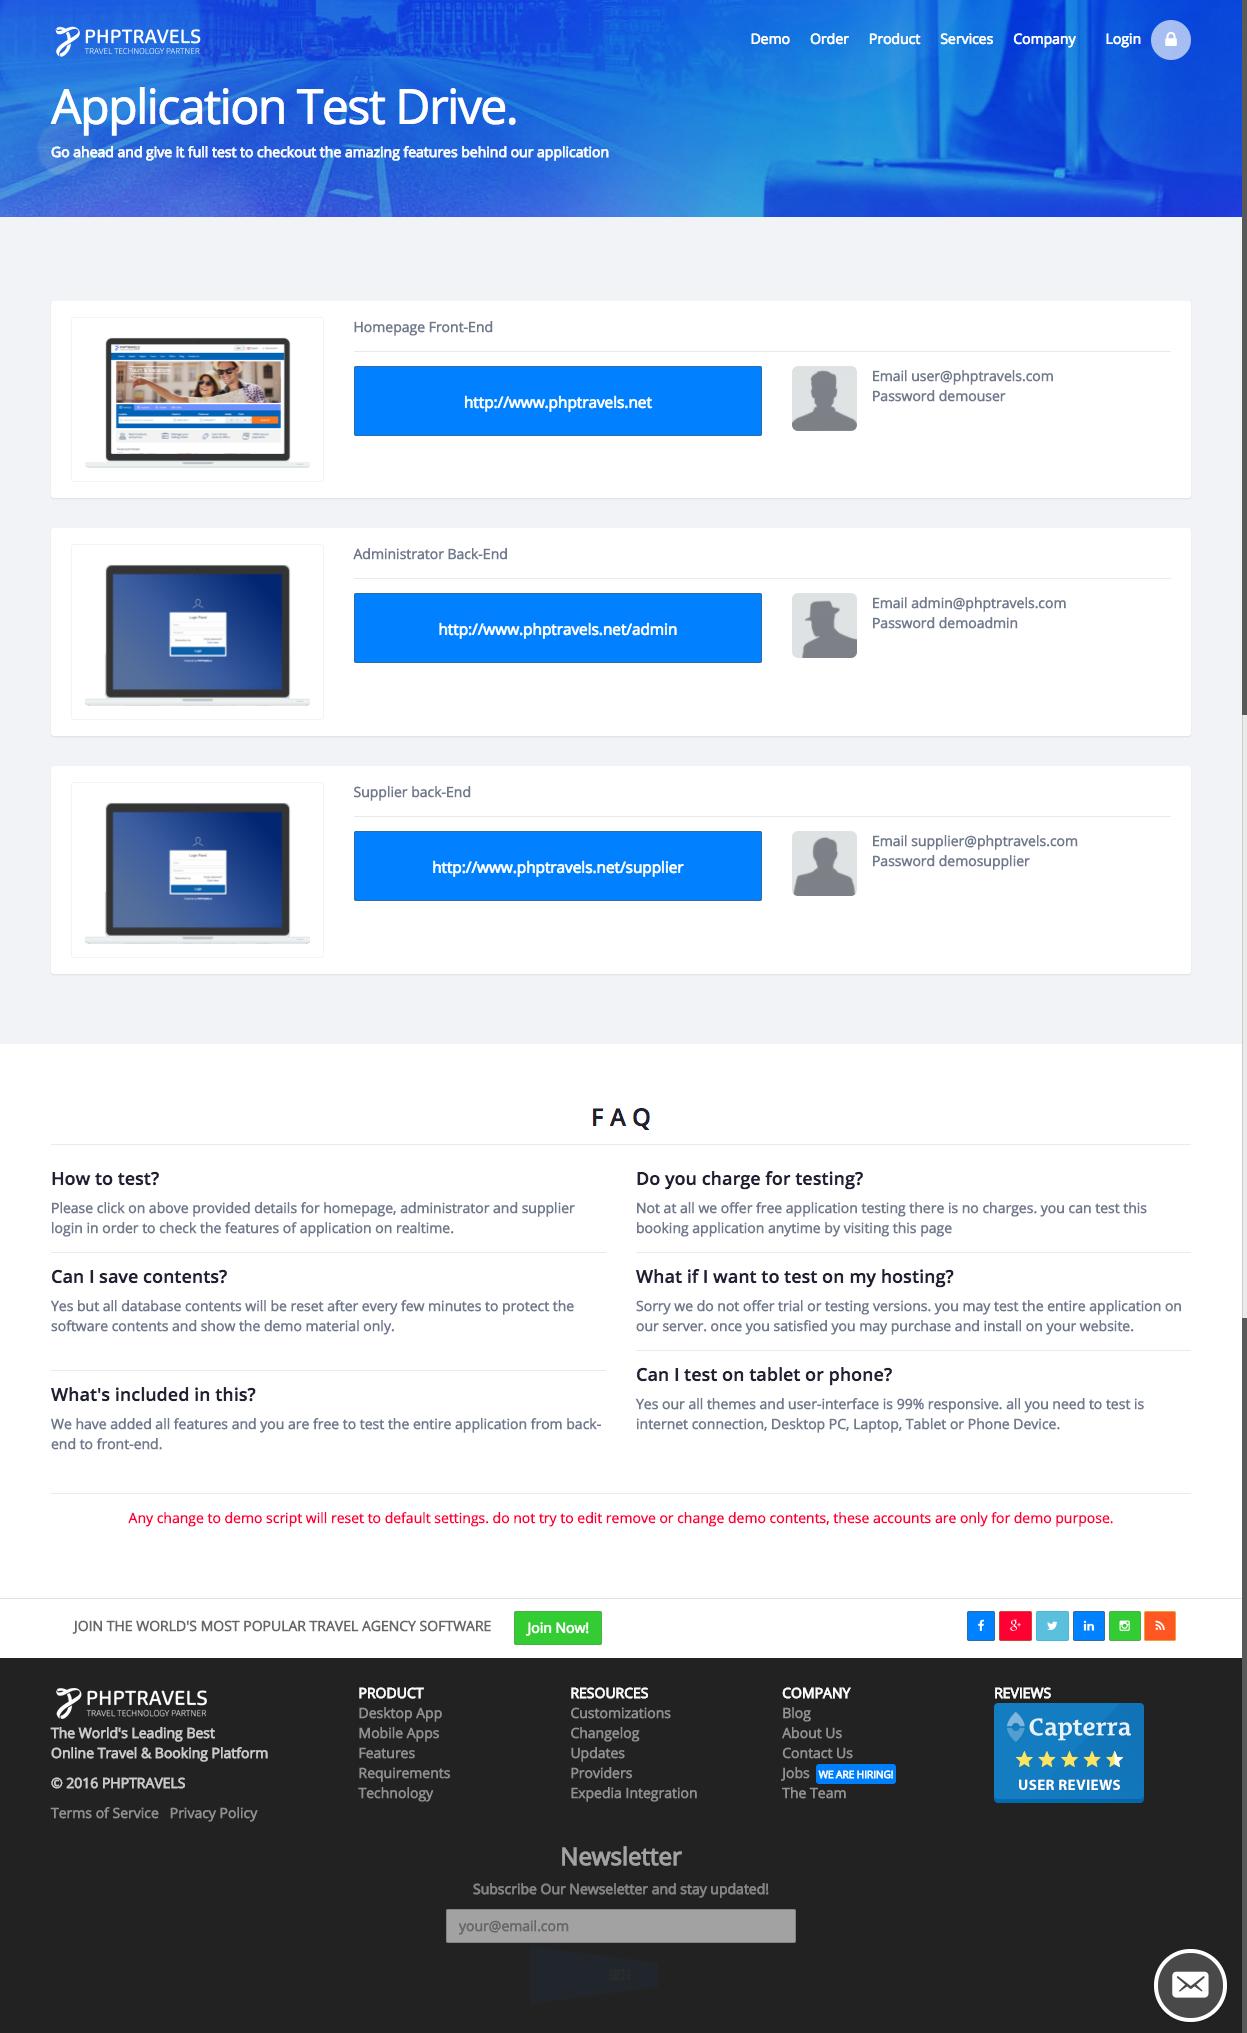 PHPTRAVELS
TRAVEL TECHNOLOGY PARTNER
Demo Order Product Services Company Login
Application Test Drive.
Go ahead and give it full test to checkout the amazing features behind our application
Homepage Front-End
http://www.phptravels.net
Email user@phptravels.com
Password demouser
Administrator Back-End
http://www.phptravels.net/admin
Email admin@phptravels.com
Password demoadmin
Supplier back-End
http://www.phptravels.net/supplier
Email supplier@phptravels.com
Password demosupplier
F A Q
How to test?
Please click on above provided details for homepage, administrator and supplier
login in order to check the features of application on realtime.
Can I save contents?
Yes but all database contents will be reset after every few minutes to protect the
software contents and show the demo material only.
What's included in this?
We have added all features and you are free to test the entire application from back-
end to front-end.
Do you charge for testing?
Not at all we offer free application testing there is no charges. you can test this
booking application anytime by visiting this page
What if I want to test on my hosting?
Sorry we do not offer trial or testing versions. you may test the entire application on
our server. once you satisfied you may purchase and install on your website.
Can I test on tablet or phone?
Yes our all themes and user-interface is 99% responsive. all you need to test is
internet connection, Desktop PC, Laptop, Tablet or Phone Device.
Any change to demo script will reset to default settings. do not try to edit remove or change demo contents, these accounts are only for demo purpose.
JOIN THE WORLD'S MOST POPULAR TRAVEL AGENCY SOFTWARE
Join Now!
PHPTRAVELS
TRAVEL TECHNOLOGY PARTNER
The World's Leading Best
Online Travel & Booking Platform
© 2016 PHPTRAVELS
Terms of Service Privacy Policy
PRODUCT
Desktop App
Mobile Apps
Features
Requirements
Technology
RESOURCES
Customizations
Changelog
Updates
Providers
Expedia Integration
COMPANY
Blog
About Us
Contact Us
Jobs WE ARE HIRING!
The Team
REVIEWS
Capterra
USER REVIEWS
Newsletter
Subscribe Our Newseletter and stay updated!
your@email.com